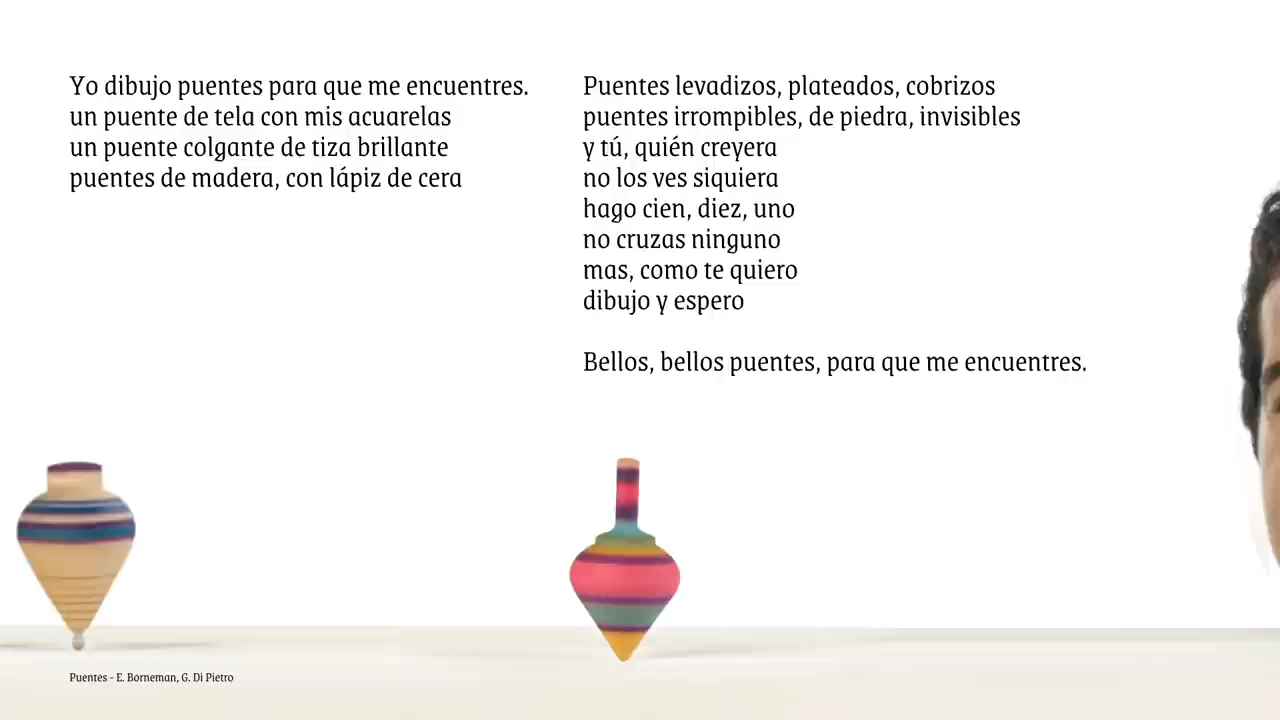 Yo dibujo puentes para que me encuentres.
un puente de tela con mis acuarelas
un puente colgante de tiza brillante
puentes de madera, con lápiz de cera
Puentes levadizos, plateados, cobrizos
puentes irrompibles, de piedra, invisibles
y tú, quién creyera
no los ves siquiera
hago cien, diez, uno
no cruzas ninguno
mas, como te quiero
dibujo y espero
Bellos, bellos puentes, para que me encuentres.
Puentes - E. Borneman, G. Di Pietro